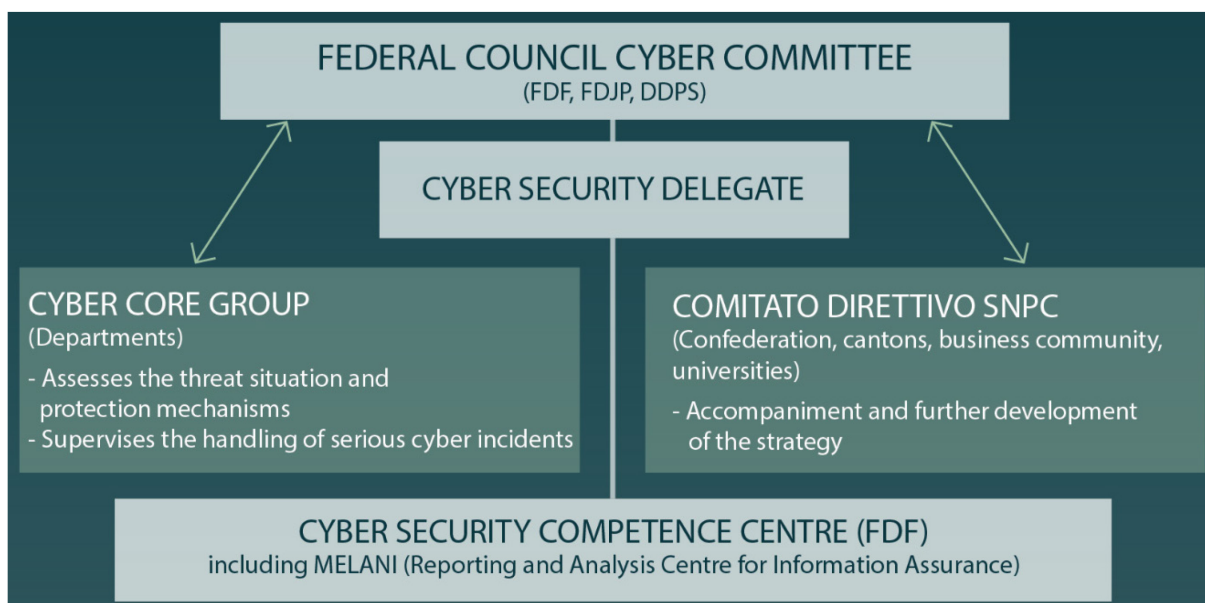 FEDERAL COUNCIL CYBER COMMITTEE
(FDF, FDJP, DDPS)
CYBER SECURITY DELEGATE
CYBER CORE GROUP
(Departments)
- Assesses the threat situation and
protection mechanisms
- Supervises the handling of serious cyber incidents
COMITATO DIRETTIVO SNPC
(Confederation, cantons, business community,
universities)
- Accompaniment and further development
of the strategy
CYBER SECURITY COMPETENCE CENTRE (FDF)
including MELANI (Reporting and Analysis Centre for Information Assurance)